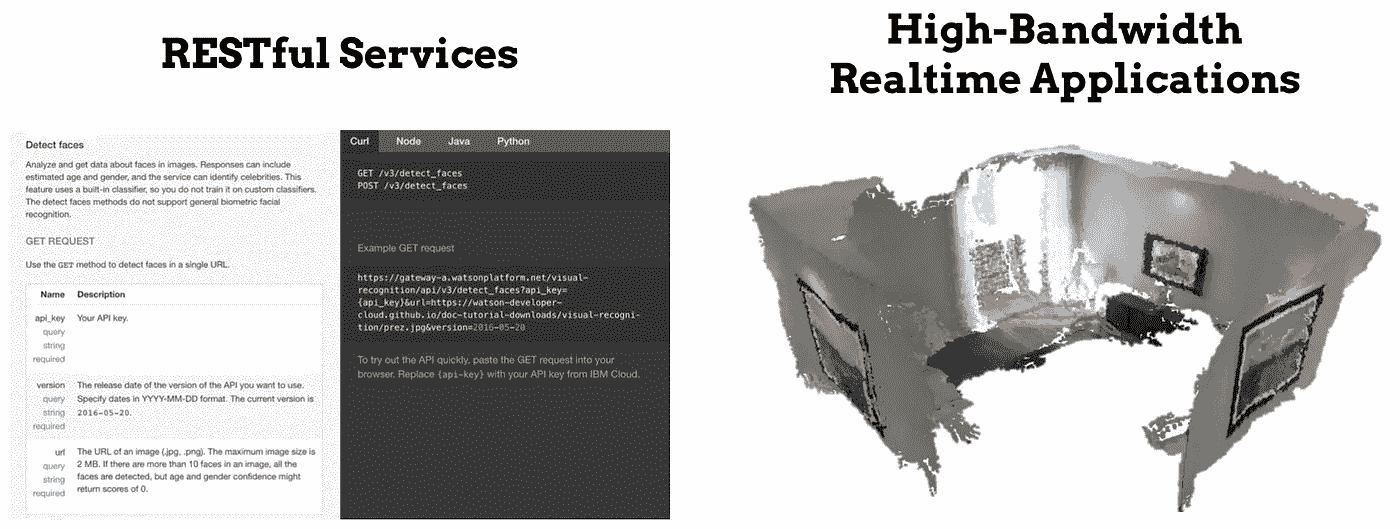 RESTful Services
High-Bandwidth
Realtime Applications
Detect faces
Analyze and get data about faces in images. Responses can include
estimated age and gender, and the service can identify celebrities. This
feature uses a built-in classifier, so you do not train it on custom classifiers.
The detect faces methods do not support general biometric facial
recognition.
GET REQUEST
Use the GET method to detect faces in a single URL.
Name Description
api_key Your API key.
query
string
required
version The release date of the version of the API you want to use.
query Specify dates in YYYY-MM-DD format. The current version is
string 2016-05-20.
required
url The URL of an image (.jpg, .png). The maximum image size is
query 2 MB. If there are more than 10 faces in an image, all the
string faces are detected, but age and gender confidence might
required return scores of 0.
Curl Node Java Python
GET /v3/detect_faces
POST /v3/detect_faces
Example GET request
https://gateway-a.watsonplatform.net/visual-
recognition/api/v3/detect_faces?api_key=
{api_key}&url=https://watson-developer-
cloud.github.io/doc-tutorial-downloads/visual-recogni-
tion/prez.jpg&version=2016-05-20
To try out the API quickly, paste the GET request into your
browser. Replace {api-key} with your API key from IBM Cloud.